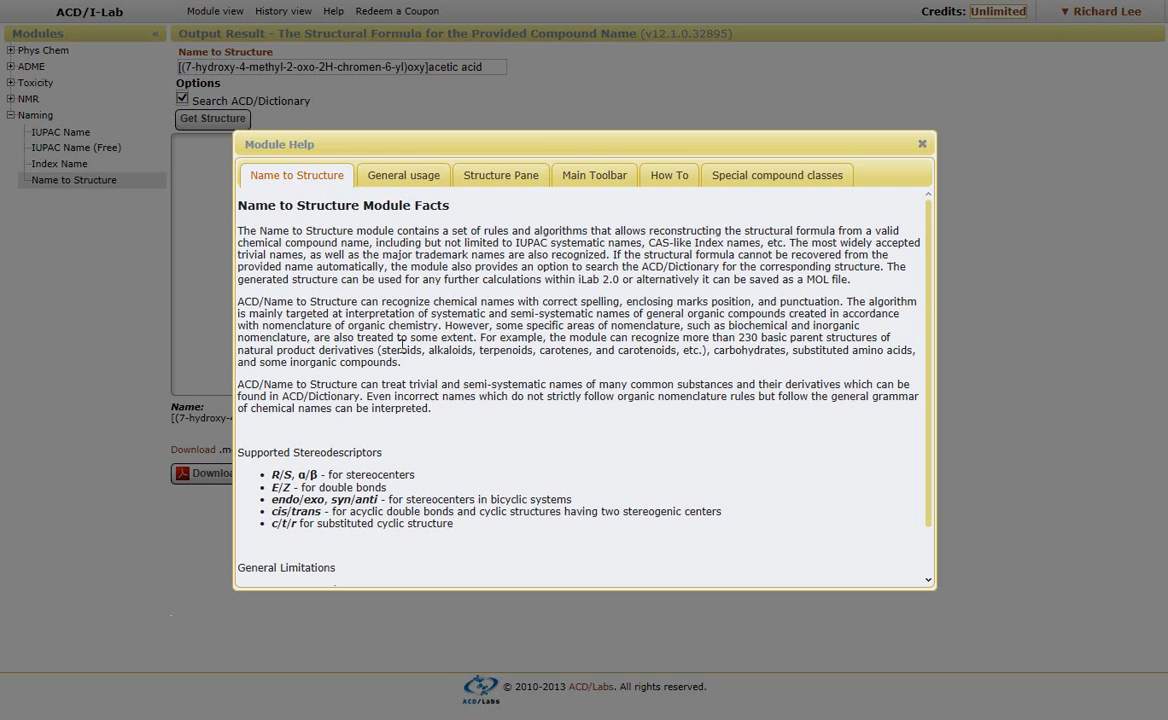 ACD/I-Lab
Module view History view Help Redeem a Coupon
Credits: Unlimited
▼ Richard Lee
Modules «
Output Result - The Structural Formula for the Provided Compound Name (v12.1.0.32895)
Phys Chem
ADME
Toxicity
NMR
Naming
IUPAC Name
IUPAC Name (Free)
Index Name
Name to Structure
Name to Structure
[(7-hydroxy-4-methyl-2-oxo-2H-chromen-6-yl)oxy]acetic acid
Options
Search ACD/Dictionary
Get Structure
Name:
[(7-hydroxy-4
Download .m
Downloa
Module Help
Name to Structure General usage Structure Pane Main Toolbar How To Special compound classes
Name to Structure Module Facts
The Name to Structure module contains a set of rules and algorithms that allows reconstructing the structural formula from a valid
chemical compound name, including but not limited to IUPAC systematic names, CAS-like Index names, etc. The most widely accepted
trivial names, as well as the major trademark names are also recognized. If the structural formula cannot be recovered from the
provided name automatically, the module also provides an option to search the ACD/Dictionary for the corresponding structure. The
generated structure can be used for any further calculations within iLab 2.0 or alternatively it can be saved as a MOL file.
ACD/Name to Structure can recognize chemical names with correct spelling, enclosing marks position, and punctuation. The algorithm
is mainly targeted at interpretation of systematic and semi-systematic names of general organic compounds created in accordance
with nomenclature of organic chemistry. However, some specific areas of nomenclature, such as biochemical and inorganic
nomenclature, are also treated to some extent. For example, the module can recognize more than 230 basic parent structures of
natural product derivatives (steroids, alkaloids, terpenoids, carotenes, and carotenoids, etc.), carbohydrates, substituted amino acids,
and some inorganic compounds.
ACD/Name to Structure can treat trivial and semi-systematic names of many common substances and their derivatives which can be
found in ACD/Dictionary. Even incorrect names which do not strictly follow organic nomenclature rules but follow the general grammar
of chemical names can be interpreted.
Supported Stereodescriptors
• R/S, α/β - for stereocenters
• E/Z - for double bonds
• endo/exo, syn/anti - for stereocenters in bicyclic systems
• cis/trans - for acyclic double bonds and cyclic structures having two stereogenic centers
• c/t/r for substituted cyclic structure
General Limitations
ACD/Labs
© 2010-2013 ACD/Labs. All rights reserved.